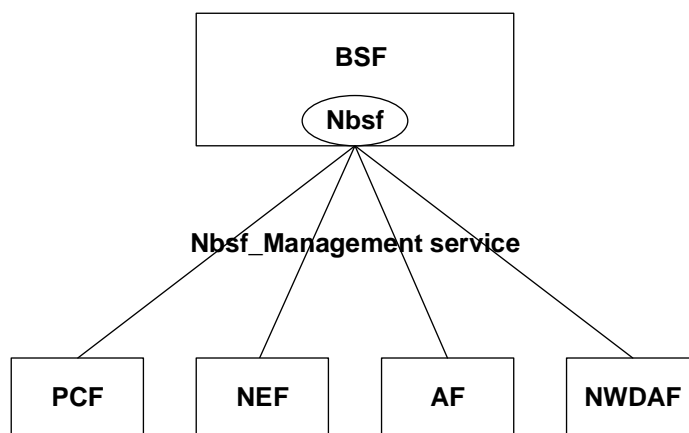 BSF
Nbsf
Nbsf_Management service
PCF
NEF
AF
NWDAF